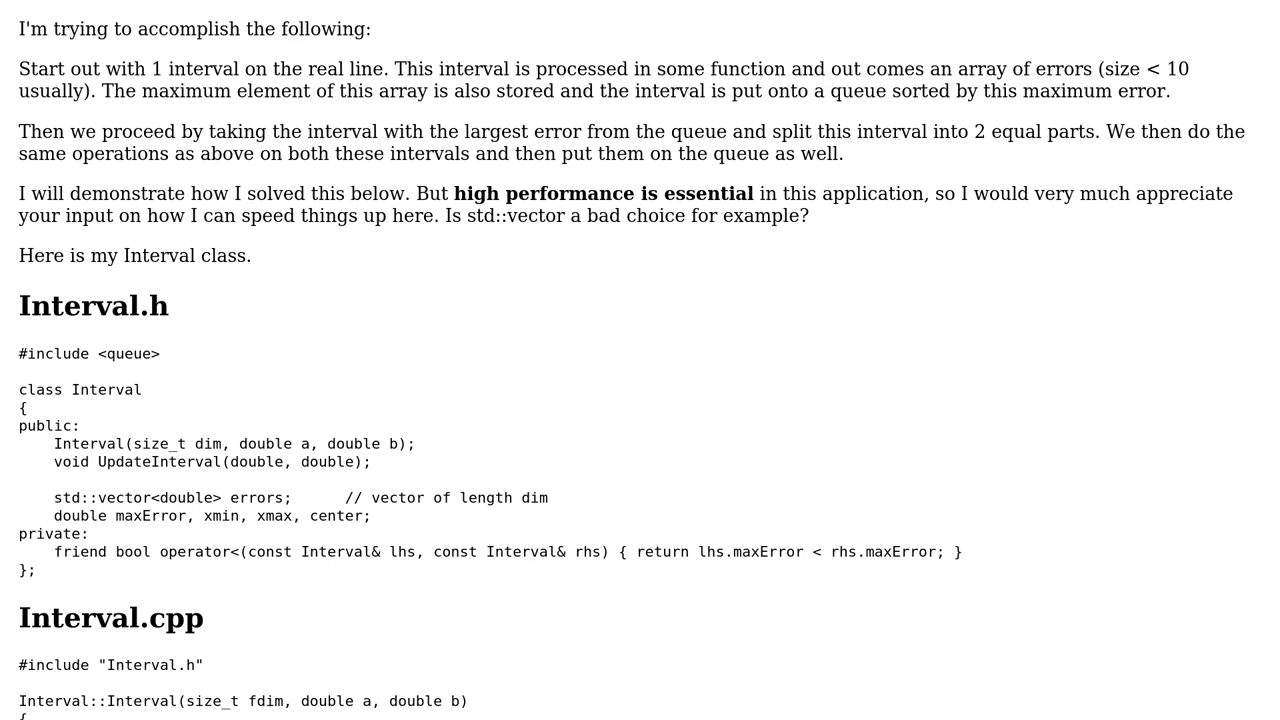 I'm trying to accomplish the following:
Start out with 1 interval on the real line. This interval is processed in some function and out comes an array of errors (size < 10
usually). The maximum element of this array is also stored and the interval is put onto a queue sorted by this maximum error.
Then we proceed by taking the interval with the largest error from the queue and split this interval into 2 equal parts. We then do the
same operations as above on both these intervals and then put them on the queue as well.
I will demonstrate how I solved this below. But high performance is essential in this application, so I would very much appreciate
your input on how I can speed things up here. Is std::vector a bad choice for example?
Here is my Interval class.
Interval.h
#include <queue>
class Interval
{
public:
    Interval(size_t dim, double a, double b);
    void UpdateInterval(double, double);
    std::vector<double> errors;      // vector of length dim
    double maxError, xmin, xmax, center;
private:
    friend bool operator<(const Interval& lhs, const Interval& rhs) { return lhs.maxError < rhs.maxError; }
};
Interval.cpp
#include "Interval.h"
Interval::Interval(size_t fdim, double a, double b)
{